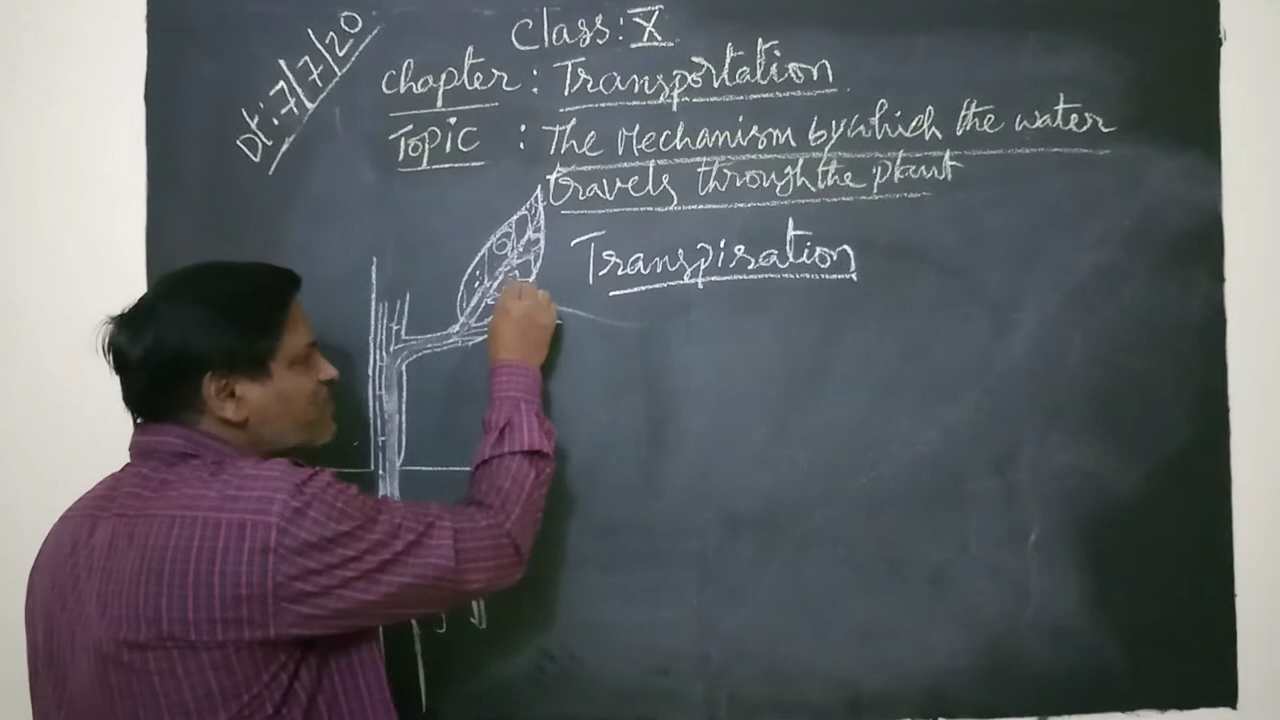 Dt: 7/7/20
Class: X
Chapter : Transportation
Topic : The Mechanism by which the water
travels through the plant
Transpiration